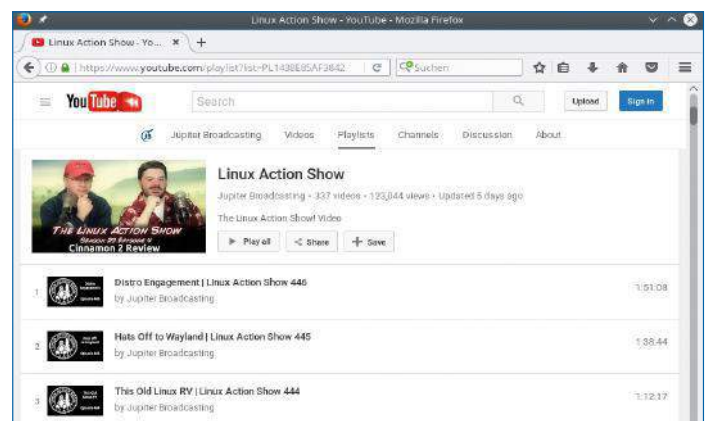 Linux Action Show - YouTube - Mozilla Firefox
Linux Action Show - Yo...
https://www.youtube.com/playlist?list=PL1438E85AF3642 Suchen
YouTube Search Upload Sign in
Jupiter Broadcasting Videos Playlists Channels Discussion About
Linux Action Show
Jupiter Broadcasting • 337 videos • 123,044 views • Updated 5 days ago
The Linux Action Show! Video
Play all Share Save
THE LINUX ACTION SHOW
Cinnamon 2 Review
1 Distro Engagement | Linux Action Show 446 1:51:08
by Jupiter Broadcasting
2 Hats Off to Wayland | Linux Action Show 445 1:38:44
by Jupiter Broadcasting
3 This Old Linux RV | Linux Action Show 444 1:12:17
by Jupiter Broadcasting